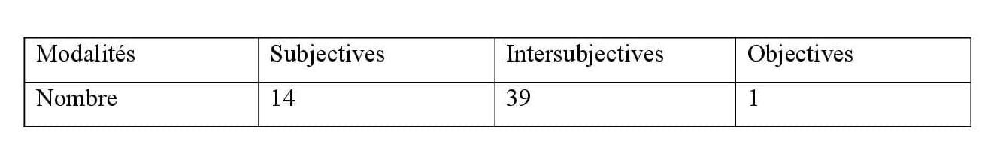 Modalités Subjectives Intersubjectives Objectives
Nombre 14 39 1